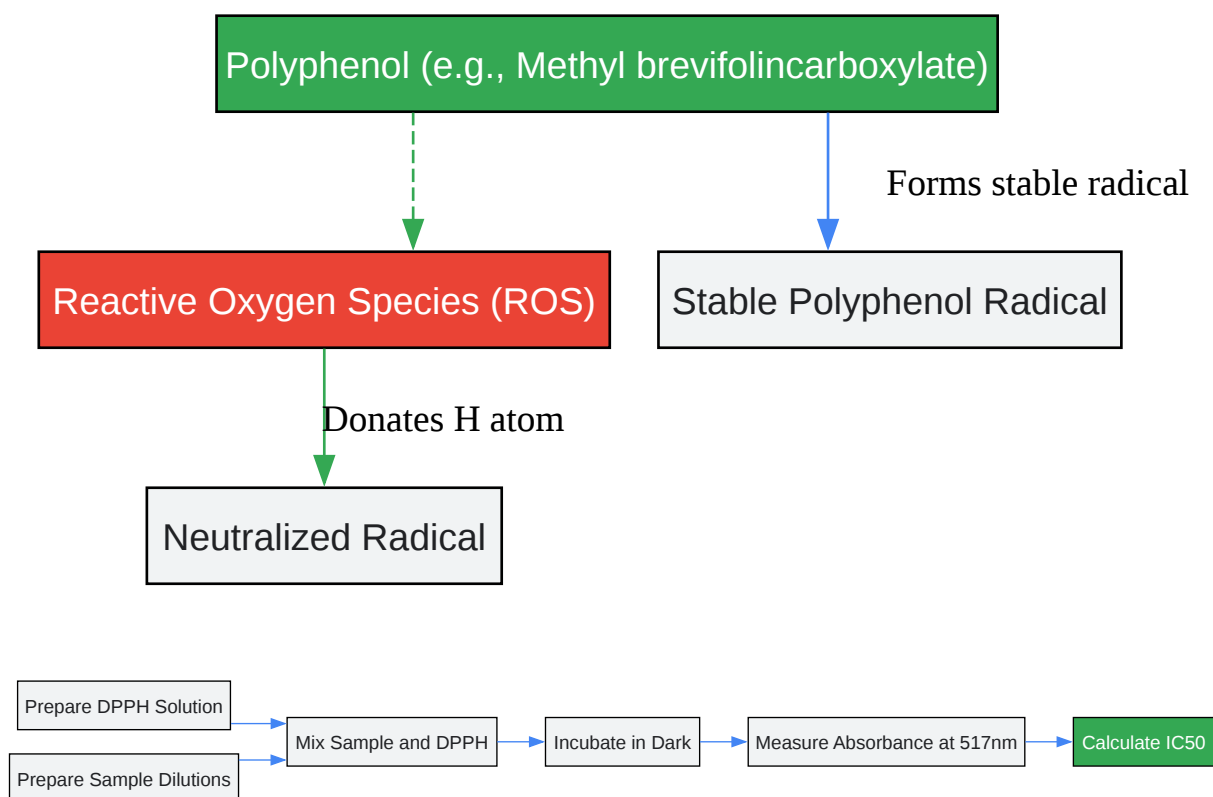 Polyphenol (e.g., Methyl brevifolincarboxylate)
Forms stable radical
Reactive Oxygen Species (ROS)
Stable Polyphenol Radical
Donates H atom
Neutralized Radical
Prepare DPPH Solution
Prepare Sample Dilutions
Mix Sample and DPPH
Incubate in Dark
Measure Absorbance at 517nm
Calculate IC50